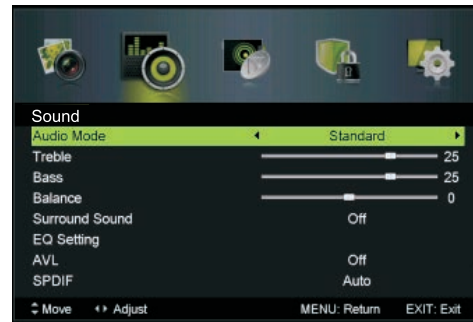 Sound
Audio Mode Standard
Treble 25
Bass 25
Balance 0
Surround Sound Off
EQ Setting
AVL Off
SPDIF Auto
Move Adjust MENU: Return EXIT: Exit